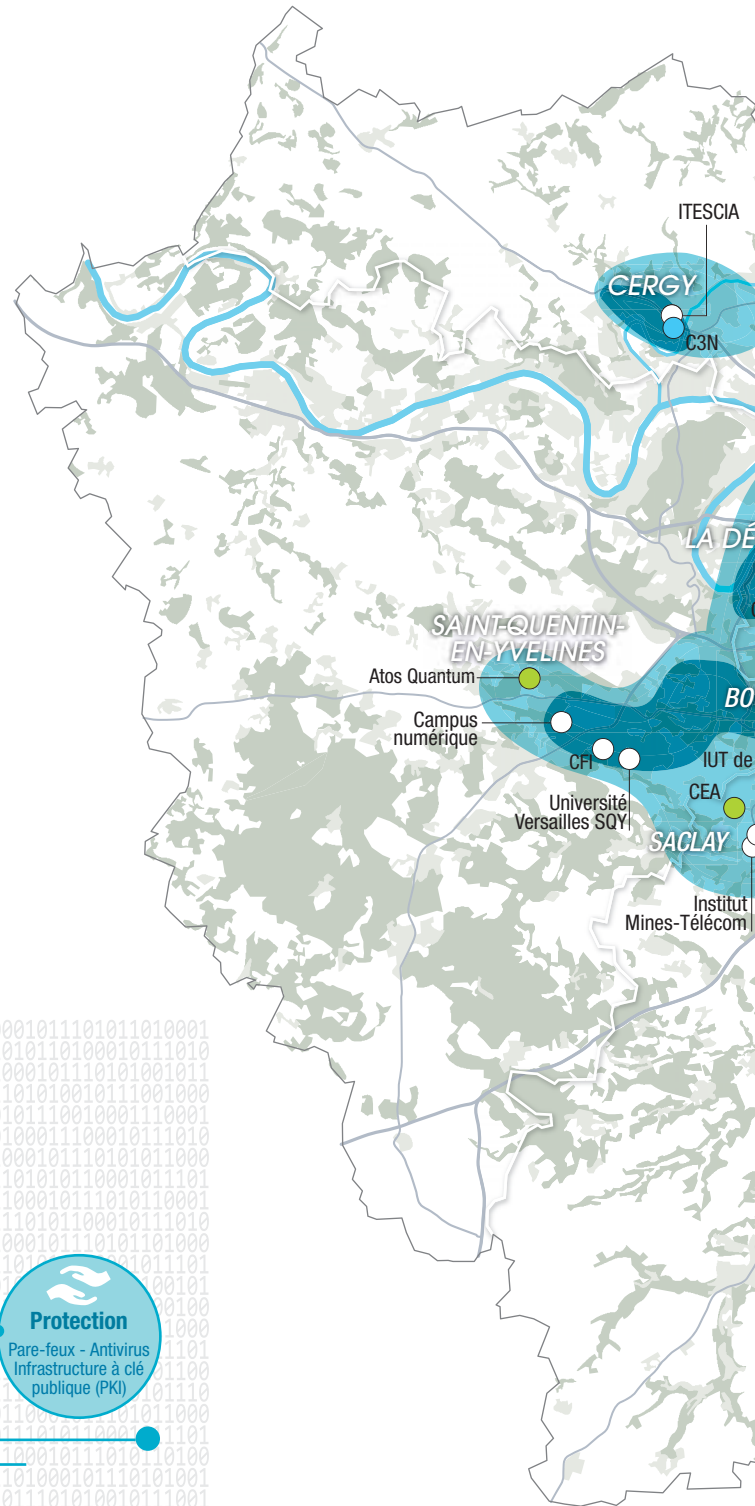 ITESCIA
CERGY
C3N
LA DÉ
SAINT-QUENTIN-
EN-YVELINES
Atos Quantum
Campus
numérique
BO
CFI
IUT de
CEA
Université
Versailles SQY
SACLAY
Institut
Mines-Télécom
Protection
Pare-feux - Antivirus
Infrastructure à clé
publique (PKI)